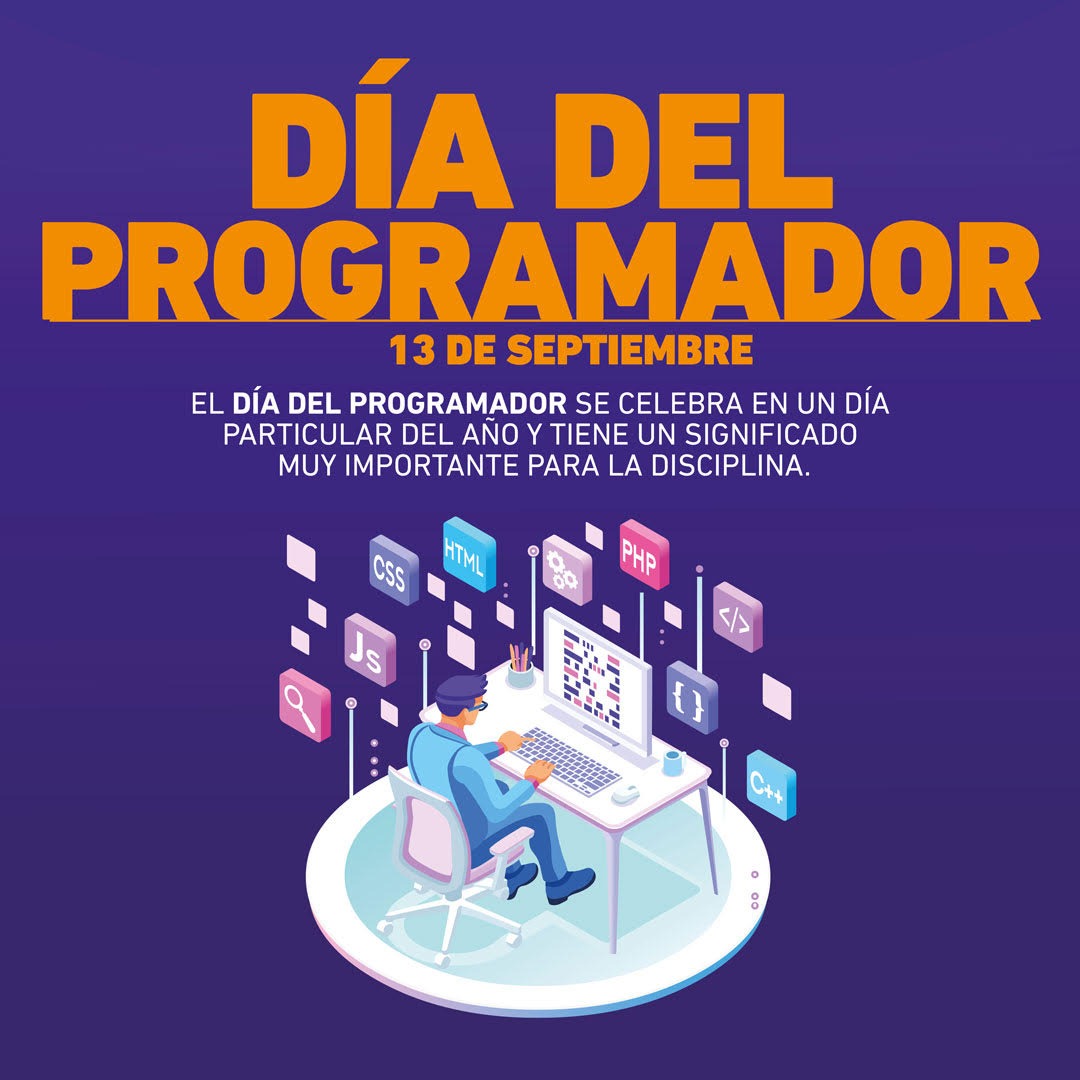 DÍA DEL
PROGRAMADOR
13 DE SEPTIEMBRE
EL DÍA DEL PROGRAMADOR SE CELEBRA EN UN DÍA
PARTICULAR DEL AÑO Y TIENE UN SIGNIFICADO
MUY IMPORTANTE PARA LA DISCIPLINA.
HTML
PHP
CSS
</>
Js
{ }
C++